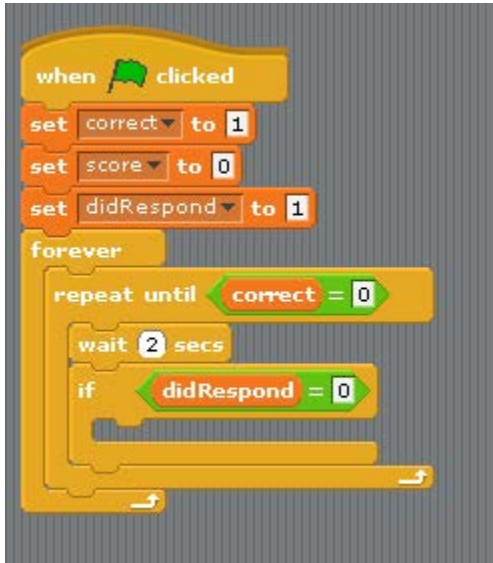 when clicked
set correct to 1
set score to 0
set didRespond to 1
forever
repeat until correct = 0
wait 2 secs
if didRespond = 0